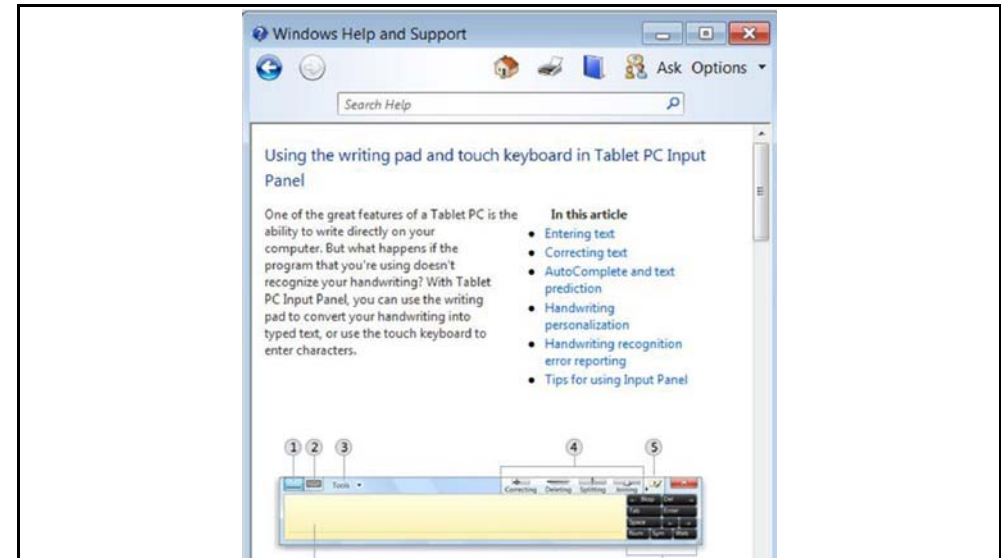 Windows Help and Support
Ask Options
Search Help
Using the writing pad and touch keyboard in Tablet PC Input
Panel
One of the great features of a Tablet PC is the
ability to write directly on your
computer. But what happens if the
program that you're using doesn't
recognize your handwriting? With Tablet
PC Input Panel, you can use the writing
pad to convert your handwriting into
typed text, or use the touch keyboard to
enter characters.
In this article
• Entering text
• Correcting text
• AutoComplete and text
prediction
• Handwriting
personalization
• Handwriting recognition
error reporting
• Tips for using Input Panel
1 2 3 4 5
Tools
Correcting Deleting Splitting Joining
Bksp Del
Tab Enter
Space
Num Sym Web